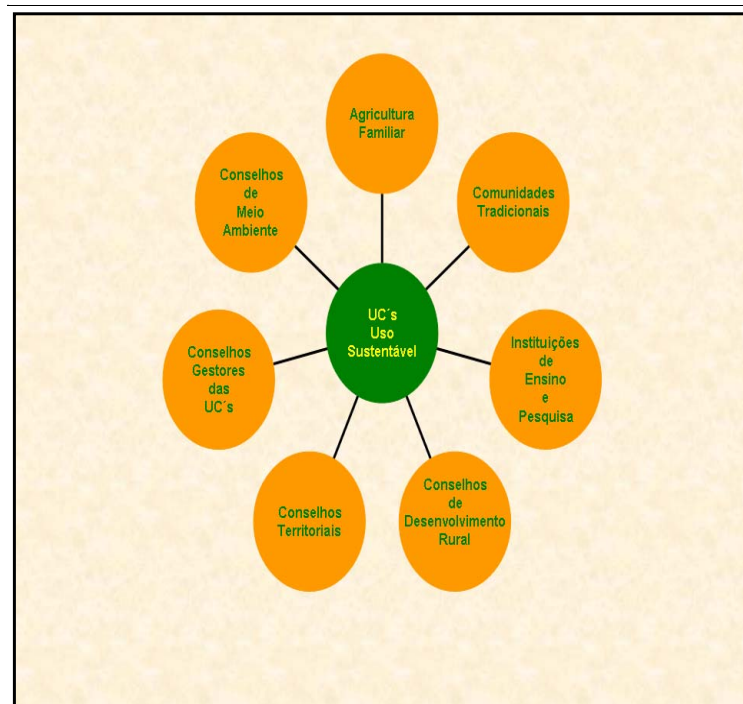 Agricultura
Familiar
Comunidades
Tradicionais
Instituições
de
Ensino
e
Pesquisa
Conselhos
de
Desenvolvimento
Rural
Conselhos
Territoriais
Conselhos
Gestores
das
UC´s
Conselhos
de
Meio
Ambiente
UC´s
Uso
Sustentável